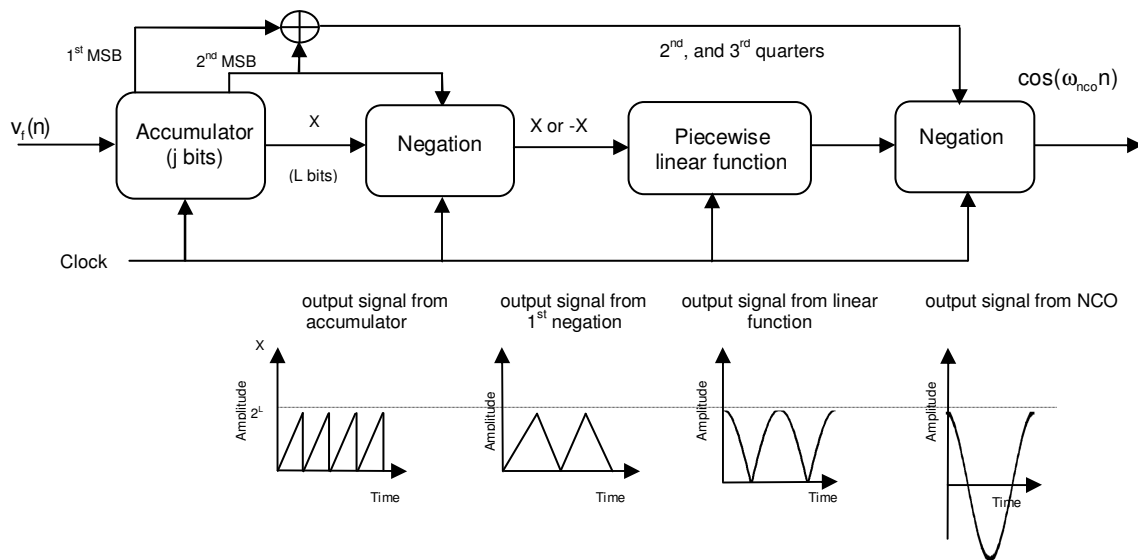 1st MSB
2nd MSB
2nd, and 3rd quarters
cos(ωnco n)
vf(n)
Accumulator
(j bits)
X
(L bits)
Negation
X or -X
Piecewise
linear function
Negation
Clock
output signal from
accumulator
output signal from
1st negation
output signal from linear
function
output signal from NCO
X
Amplitude
2L
Time
Amplitude
Time
Amplitude
Time
Amplitude
Time